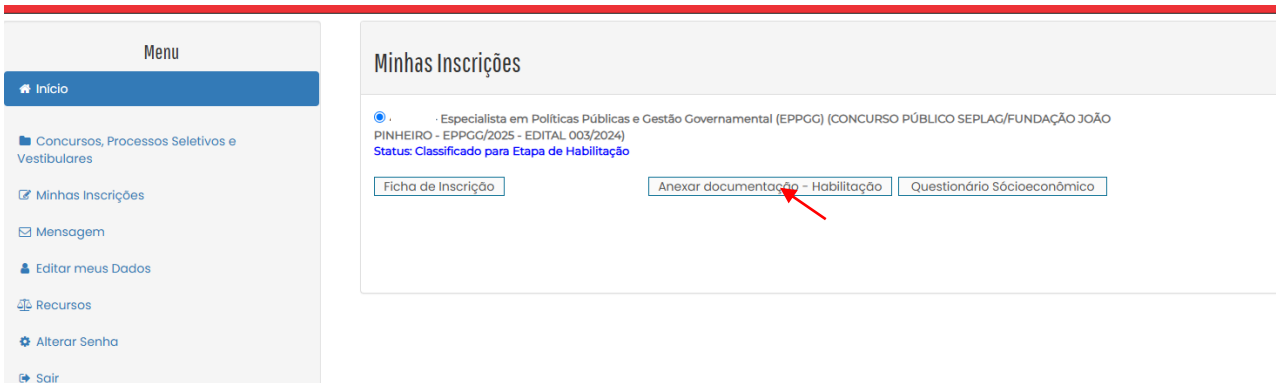 Menu
Início
Concursos, Processos Seletivos e
Vestibulares
Minhas Inscrições
Mensagem
Editar meus Dados
Recursos
Alterar Senha
Sair
Minhas Inscrições
· Especialista em Políticas Públicas e Gestão Governamental (EPPGG) (CONCURSO PÚBLICO SEPLAG/FUNDAÇÃO JOÃO
PINHEIRO - EPPGG/2025 - EDITAL 003/2024)
Status: Classificado para Etapa de Habilitação
Ficha de Inscrição
Anexar documentação - Habilitação
Questionário Sócioeconômico